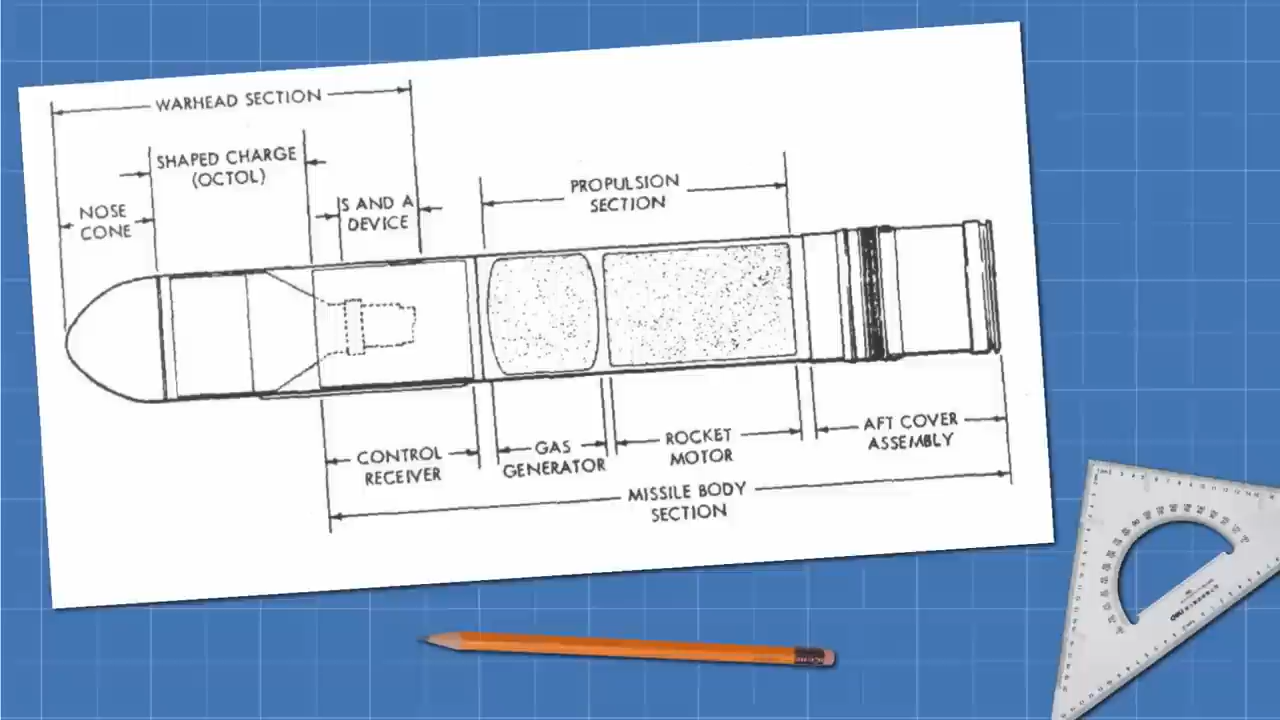 WARHEAD SECTION
SHAPED CHARGE
(OCTOL)
S AND A
DEVICE
NOSE
CONE
PROPULSION
SECTION
CONTROL
RECEIVER
GAS
GENERATOR
ROCKET
MOTOR
AFT COVER
ASSEMBLY
MISSILE BODY
SECTION
deli